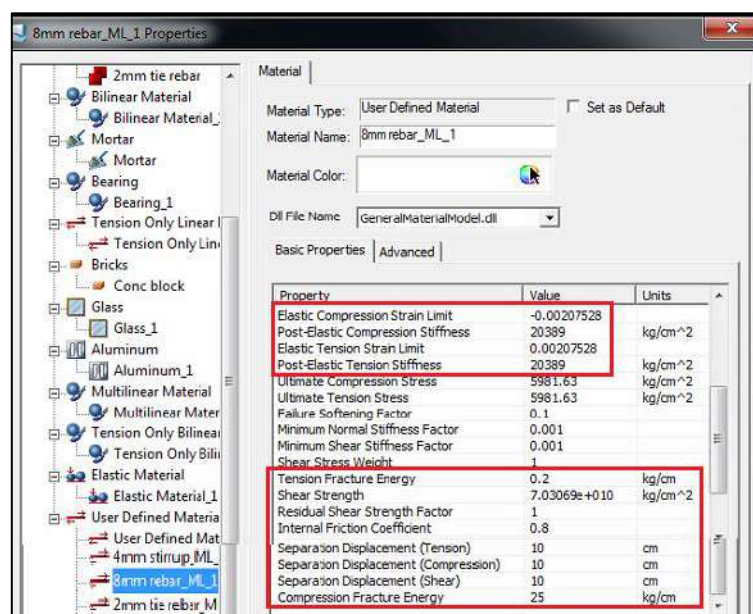 8mm rebar_ML_1 Properties
x
2mm tie rebar
Bilinear Material
Bilinear Material_
Mortar
Mortar
Bearing
Bearing_1
Tension Only Linear
Tension Only Line
Bricks
Conc block
Glass
Glass_1
Aluminum
Aluminum_1
Multilinear Material
Multilinear Mater
Tension Only Bilinear
Tension Only Bili
Elastic Material
Elastic Material_1
User Defined Materia
User Defined Mat
4mm stirrup_ML_
8mm rebar_ML_1
2mm tie rebar_M
Material
Material Type: User Defined Material Set as Default
Material Name: 8mm rebar_ML_1
Material Color:
Dll File Name GeneralMaterialModel.dll
Basic Properties Advanced
Property Value Units
Elastic Compression Strain Limit -0.00207528
Post-Elastic Compression Stiffness 20389 kg/cm^2
Elastic Tension Strain Limit 0.00207528
Post-Elastic Tension Stiffness 20389 kg/cm^2
Ultimate Compression Stress 5981.63 kg/cm^2
Ultimate Tension Stress 5981.63 kg/cm^2
Failure Softening Factor 0.1
Minimum Normal Stiffness Factor 0.001
Minimum Shear Stiffness Factor 0.001
Shear Stress Weight 1
Tension Fracture Energy 0.2 kg/cm
Shear Strength 7.03069e+010 kg/cm^2
Residual Shear Strength Factor 1
Internal Friction Coefficient 0.8
Separation Displacement (Tension) 10 cm
Separation Displacement (Compression) 10 cm
Separation Displacement (Shear) 10 cm
Compression Fracture Energy 25 kg/cm